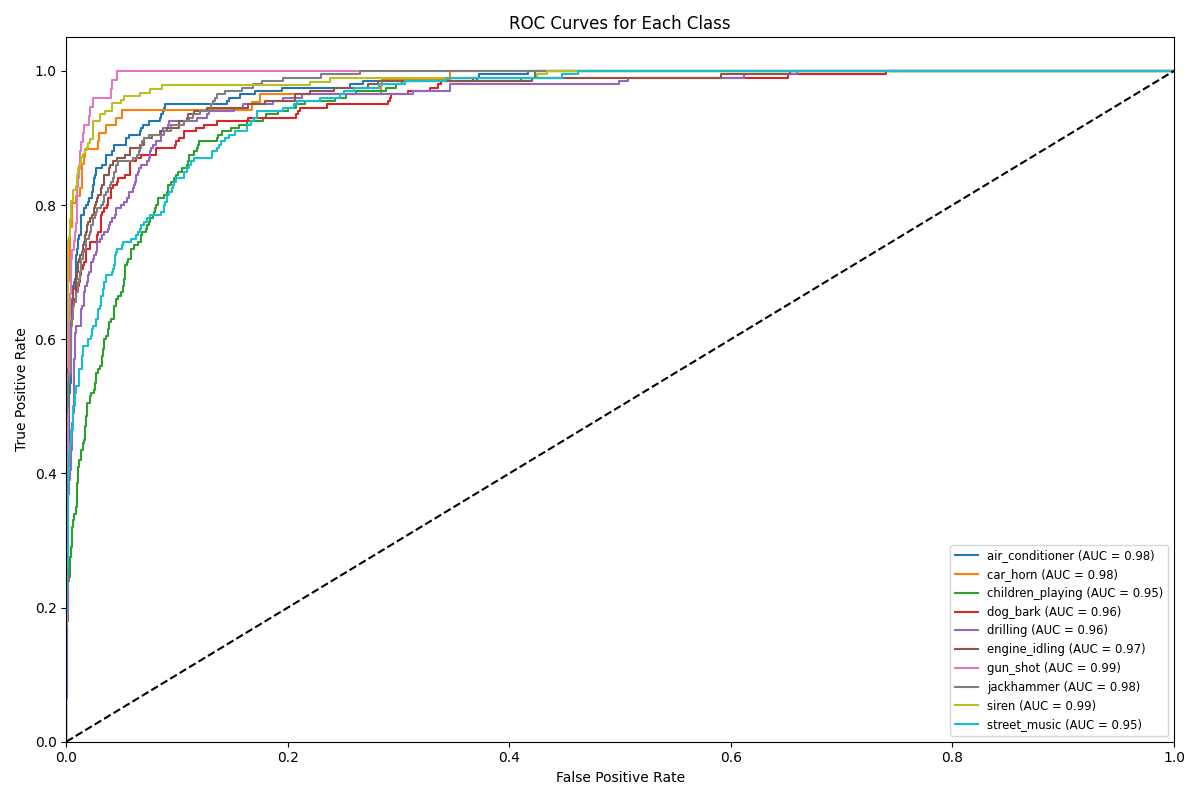 ROC Curves for Each Class
True Positive Rate
1.0
0.8
0.6
0.4
0.2
0.0
0.0 0.2 0.4 0.6 0.8 1.0
False Positive Rate
air_conditioner (AUC = 0.98)
car_horn (AUC = 0.98)
children_playing (AUC = 0.95)
dog_bark (AUC = 0.96)
drilling (AUC = 0.96)
engine_idling (AUC = 0.97)
gun_shot (AUC = 0.99)
jackhammer (AUC = 0.98)
siren (AUC = 0.99)
street_music (AUC = 0.95)